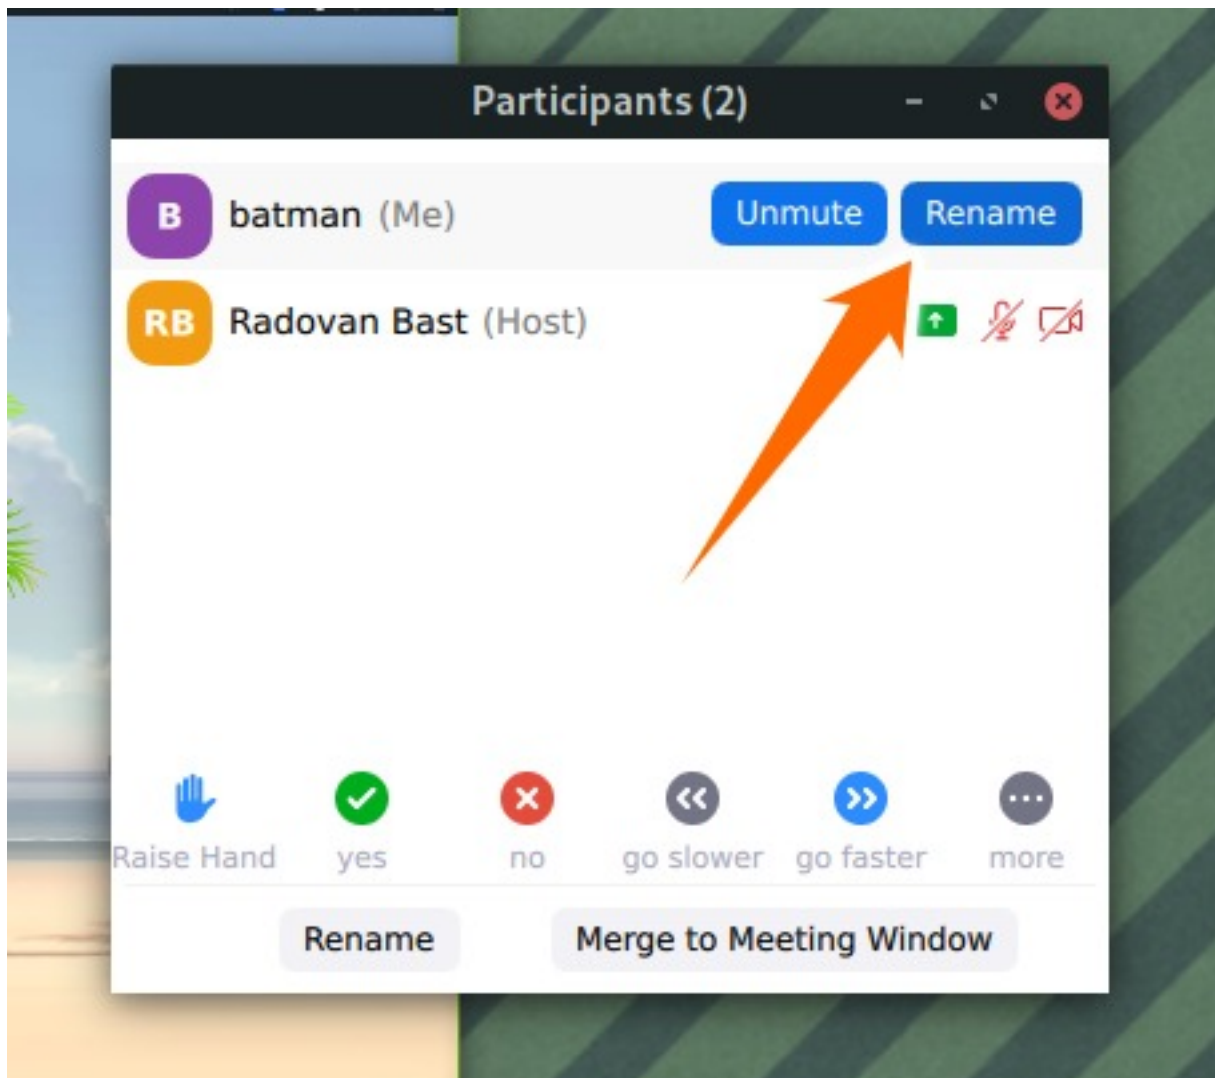 Participants (2)
B batman (Me) Unmute Rename
RB Radovan Bast (Host)
Raise Hand yes no go slower go faster more
Rename Merge to Meeting Window